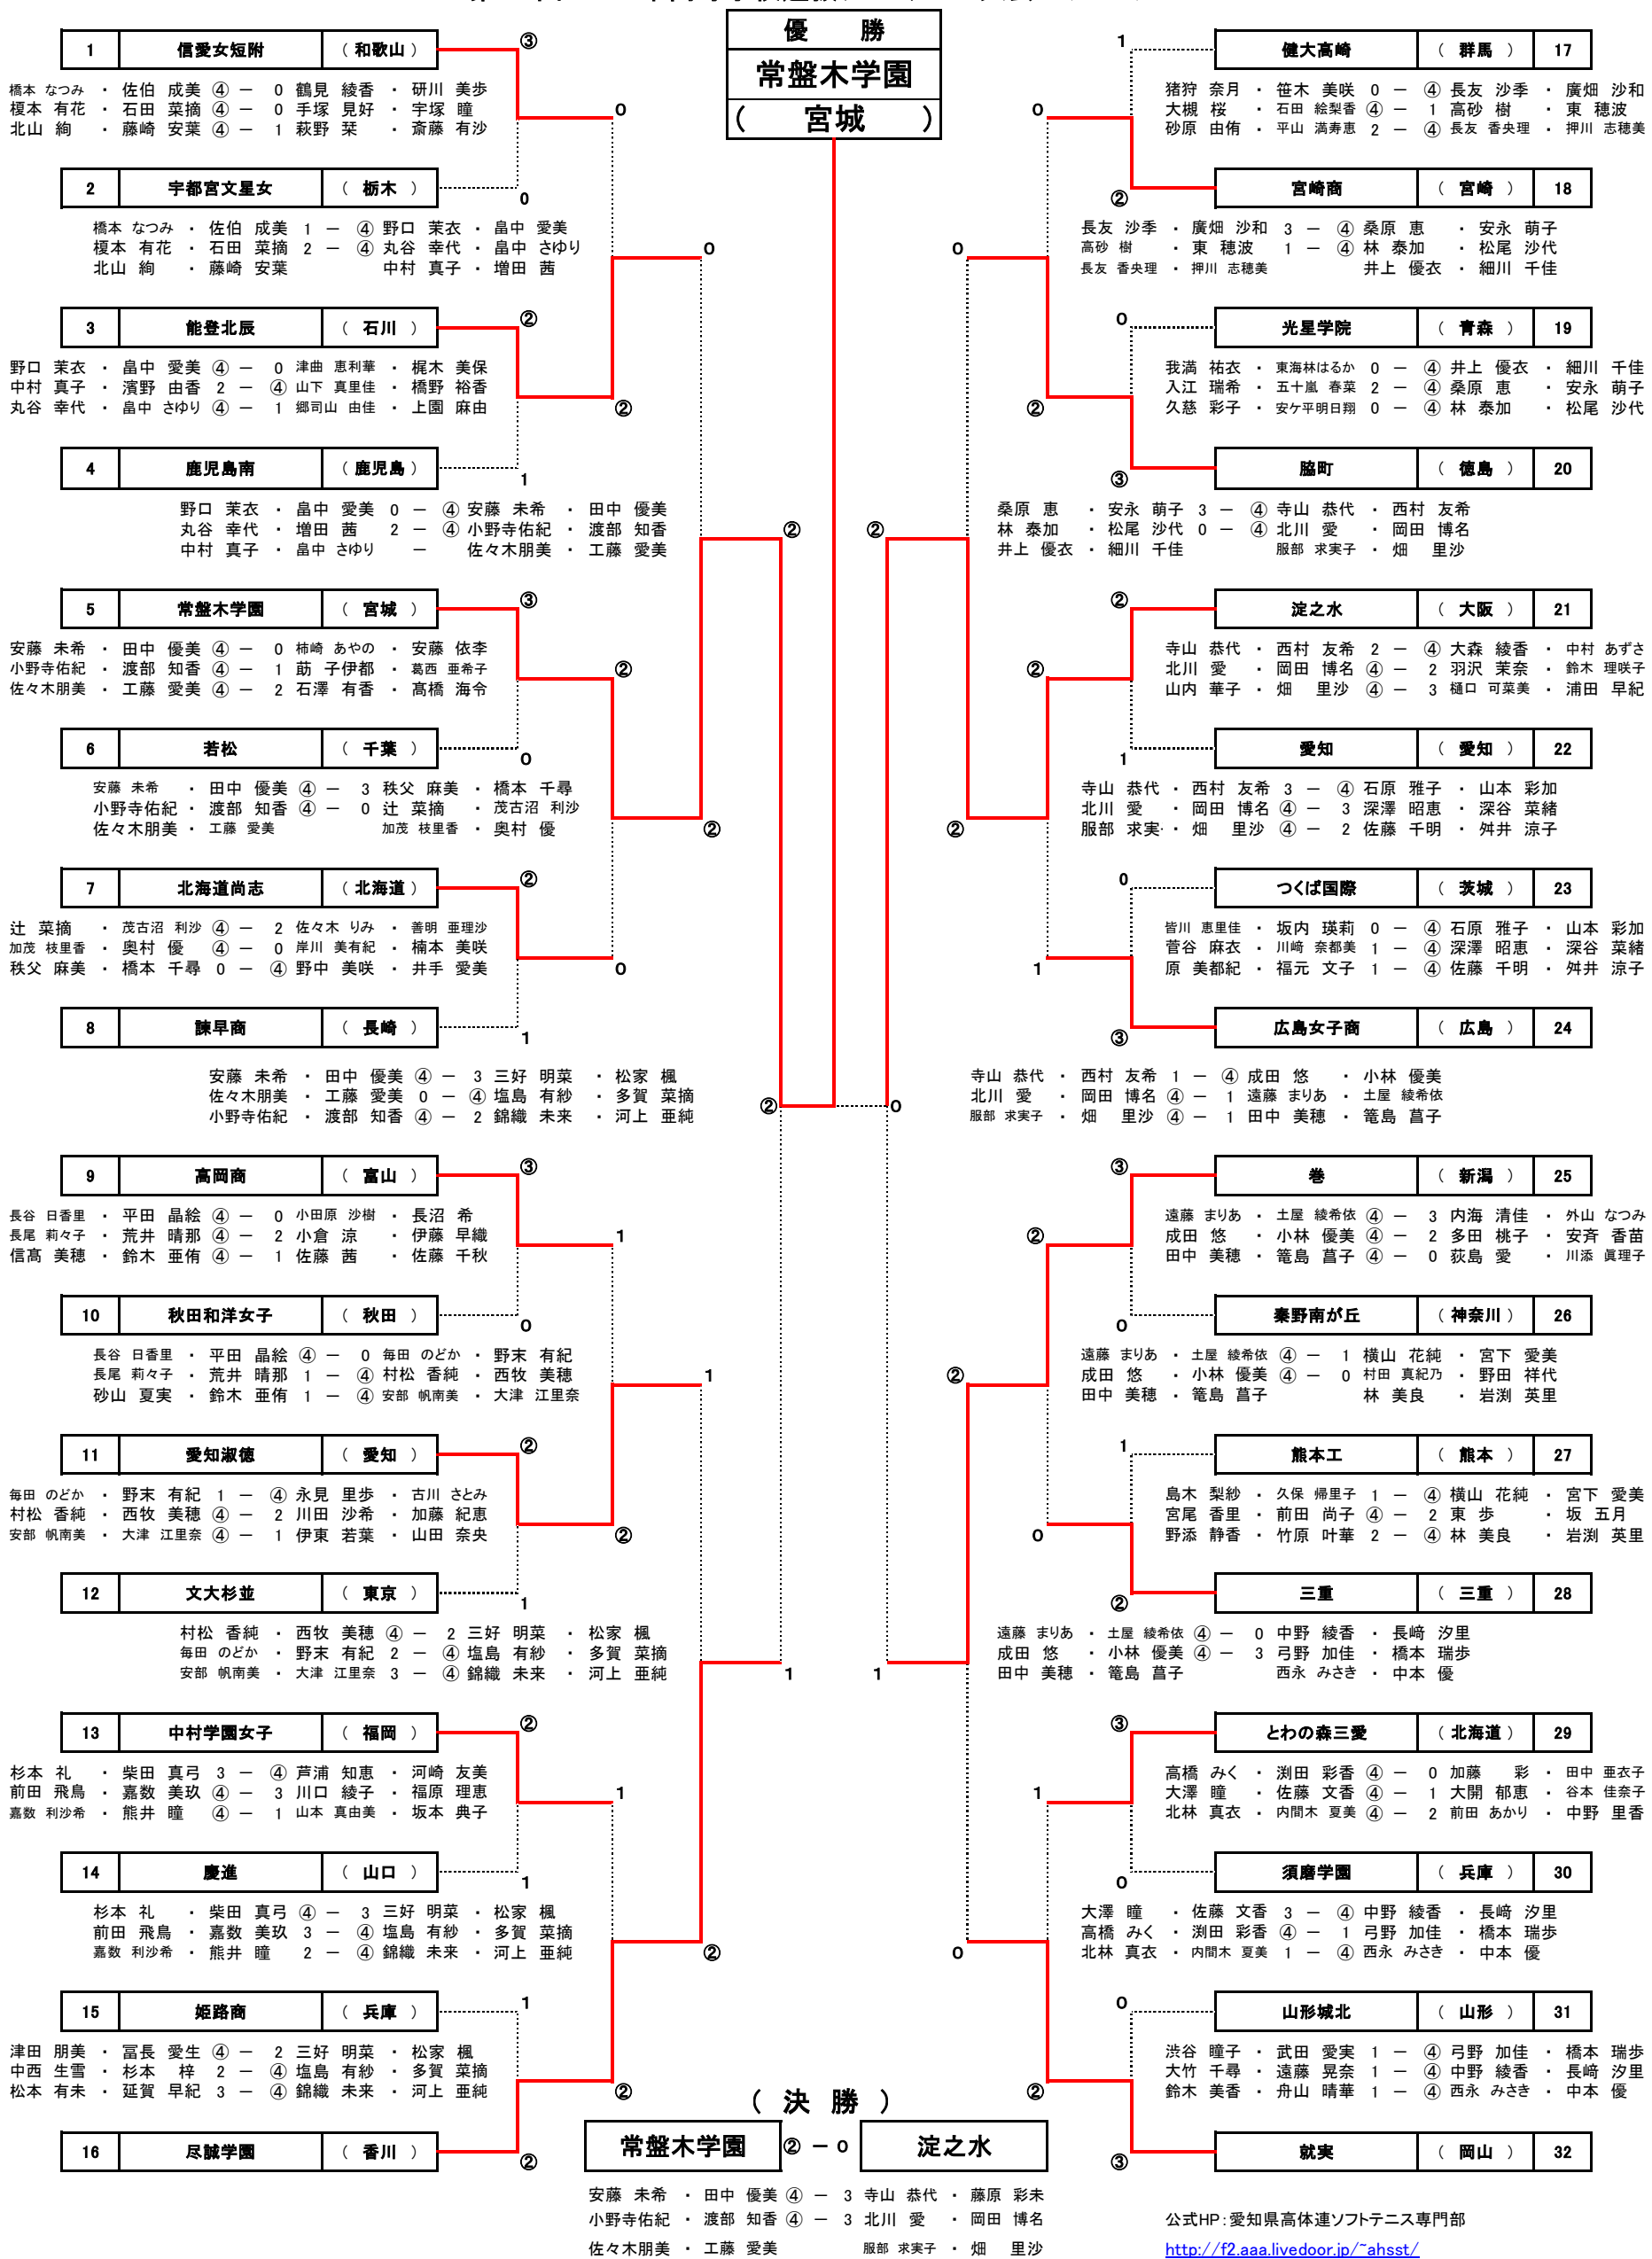 優　勝
常盤木学園
（　宮城　）
1 信愛女短附 （和歌山） ③
橋本 なつみ ・ 佐伯 成美 ④ － 0 鶴見 綾香 ・ 研川 美歩
榎本 有花 ・ 石田 菜摘 ④ － 0 手塚 見好 ・ 宇塚 瞳
北山 絢 ・ 藤崎 安葉 ④ － 1 萩野 栞 ・ 斎藤 有沙
0
2 宇都宮文星女 （ 栃木 ） 0
橋本 なつみ ・ 佐伯 成美 1 － ④ 野口 茉衣 ・ 畠中 愛美
榎本 有花 ・ 石田 菜摘 2 － ④ 丸谷 幸代 ・ 畠中 さゆり
北山 絢 ・ 藤崎 安葉 中村 真子 ・ 増田 茜
0
3 能登北辰 （ 石川 ） ②
野口 茉衣 ・ 畠中 愛美 ④ － 0 津曲 恵利華 ・ 梶木 美保
中村 真子 ・ 濱野 由香 2 － ④ 山下 真里佳 ・ 橋野 裕香
丸谷 幸代 ・ 畠中 さゆり ④ － 1 郷司山 由佳 ・ 上園 麻由
②
4 鹿児島南 （鹿児島） 1
野口 茉衣 ・ 畠中 愛美 0 － ④ 安藤 未希 ・ 田中 優美
丸谷 幸代 ・ 増田 茜 2 － ④ 小野寺佑紀 ・ 渡部 知香
中村 真子 ・ 畠中 さゆり － 佐々木朋美 ・ 工藤 愛美
②
5 常盤木学園 （ 宮城 ） ③
安藤 未希 ・ 田中 優美 ④ － 0 柿崎 あやの ・ 安藤 依李
小野寺佑紀 ・ 渡部 知香 ④ － 1 莇 子伊都 ・ 葛西 亜希子
佐々木朋美 ・ 工藤 愛美 ④ － 2 石澤 有香 ・ 髙橋 海令
②
6 若松 （ 千葉 ） 0
安藤 未希 ・ 田中 優美 ④ － 3 秩父 麻美 ・ 橋本 千尋
小野寺佑紀 ・ 渡部 知香 ④ － 0 辻 菜摘 ・ 茂古沼 利沙
佐々木朋美 ・ 工藤 愛美 加茂 枝里香 ・ 奥村 優
②
7 北海道尚志 （北海道） ②
辻 菜摘 ・ 茂古沼 利沙 ④ － 2 佐々木 りみ ・ 善明 亜理沙
加茂 枝里香 ・ 奥村 優 ④ － 0 岸川 美有紀 ・ 楠本 美咲
秩父 麻美 ・ 橋本 千尋 0 － ④ 野中 美咲 ・ 井手 愛美
0
8 諫早商 （ 長崎 ） 1
安藤 未希 ・ 田中 優美 ④ － 3 三好 明菜 ・ 松家 楓
佐々木朋美 ・ 工藤 愛美 0 － ④ 塩島 有紗 ・ 多賀 菜摘
小野寺佑紀 ・ 渡部 知香 ④ － 2 錦織 未来 ・ 河上 亜純
②
9 高岡商 （ 富山 ） ③
長谷 日香里 ・ 平田 晶絵 ④ － 0 小田原 沙樹 ・ 長沼 希
長尾 莉々子 ・ 荒井 晴那 ④ － 2 小倉 涼 ・ 伊藤 早織
信髙 美穂 ・ 鈴木 亜侑 ④ － 1 佐藤 茜 ・ 佐藤 千秋
1
10 秋田和洋女子 （ 秋田 ） 0
長谷 日香里 ・ 平田 晶絵 ④ － 0 毎田 のどか ・ 野末 有紀
長尾 莉々子 ・ 荒井 晴那 1 － ④ 村松 香純 ・ 西牧 美穂
砂山 夏実 ・ 鈴木 亜侑 1 － ④ 安部 帆南美 ・ 大津 江里奈
1
11 愛知淑徳 （ 愛知 ） ②
毎田 のどか ・ 野末 有紀 1 － ④ 永見 里歩 ・ 古川 さとみ
村松 香純 ・ 西牧 美穂 ④ － 2 川田 沙希 ・ 加藤 紀恵
安部 帆南美 ・ 大津 江里奈 ④ － 1 伊東 若葉 ・ 山田 奈央
②
12 文大杉並 （ 東京 ） 1
村松 香純 ・ 西牧 美穂 ④ － 2 三好 明菜 ・ 松家 楓
毎田 のどか ・ 野末 有紀 2 － ④ 塩島 有紗 ・ 多賀 菜摘
安部 帆南美 ・ 大津 江里奈 3 － ④ 錦織 未来 ・ 河上 亜純
1
13 中村学園女子 （ 福岡 ） ②
杉本 礼 ・ 柴田 真弓 3 － ④ 芦浦 知恵 ・ 河崎 友美
前田 飛鳥 ・ 嘉数 美玖 ④ － 3 川口 綾子 ・ 福原 理恵
嘉数 利沙希 ・ 熊井 瞳 ④ － 1 山本 真由美 ・ 坂本 典子
1
14 慶進 （ 山口 ） 1
杉本 礼 ・ 柴田 真弓 ④ － 3 三好 明菜 ・ 松家 楓
前田 飛鳥 ・ 嘉数 美玖 3 － ④ 塩島 有紗 ・ 多賀 菜摘
嘉数 利沙希 ・ 熊井 瞳 2 － ④ 錦織 未来 ・ 河上 亜純
②
15 姫路商 （ 兵庫 ） 1
津田 朋美 ・ 冨長 愛生 ④ － 2 三好 明菜 ・ 松家 楓
中西 生雪 ・ 杉本 梓 2 － ④ 塩島 有紗 ・ 多賀 菜摘
松本 有未 ・ 延賀 早紀 3 － ④ 錦織 未来 ・ 河上 亜純
②
16 尽誠学園 （ 香川 ） ②
1 健大高崎 （ 群馬 ） 17
猪狩 奈月 ・ 笹木 美咲 0 － ④ 長友 沙季 ・ 廣畑 沙和
大槻 桜 ・ 石田 絵梨香 ④ － 1 高砂 樹 ・ 東 穂波
砂原 由侑 ・ 平山 満寿恵 2 － ④ 長友 香央理 ・ 押川 志穂美
0
② 宮崎商 （ 宮崎 ） 18
長友 沙季 ・ 廣畑 沙和 3 － ④ 桑原 恵 ・ 安永 萌子
高砂 樹 ・ 東 穂波 1 － ④ 林 泰加 ・ 松尾 沙代
長友 香央理 ・ 押川 志穂美 井上 優衣 ・ 細川 千佳
0
0 光星学院 （ 青森 ） 19
我満 祐衣 ・ 東海林はるか 0 － ④ 井上 優衣 ・ 細川 千佳
入江 瑞希 ・ 五十嵐 春菜 2 － ④ 桑原 恵 ・ 安永 萌子
久慈 彩子 ・ 安ケ平明日翔 0 － ④ 林 泰加 ・ 松尾 沙代
②
③ 脇町 （ 徳島 ） 20
桑原 恵 ・ 安永 萌子 3 － ④ 寺山 恭代 ・ 西村 友希
林 泰加 ・ 松尾 沙代 0 － ④ 北川 愛 ・ 岡田 博名
井上 優衣 ・ 細川 千佳 服部 求実子 ・ 畑 里沙
②
② 淀之水 （ 大阪 ） 21
寺山 恭代 ・ 西村 友希 2 － ④ 大森 綾香 ・ 中村 あずさ
北川 愛 ・ 岡田 博名 ④ － 2 羽沢 茉奈 ・ 鈴木 理咲子
山内 華子 ・ 畑 里沙 ④ － 3 樋口 可菜美 ・ 浦田 早紀
②
1 愛知 （ 愛知 ） 22
寺山 恭代 ・ 西村 友希 3 － ④ 石原 雅子 ・ 山本 彩加
北川 愛 ・ 岡田 博名 ④ － 3 深澤 昭恵 ・ 深谷 菜緒
服部 求実 ・ 畑 里沙 ④ － 2 佐藤 千明 ・ 舛井 涼子
②
0 つくば国際 （ 茨城 ） 23
皆川 恵里佳 ・ 坂内 瑛莉 0 － ④ 石原 雅子 ・ 山本 彩加
菅谷 麻衣 ・ 川﨑 奈都美 1 － ④ 深澤 昭恵 ・ 深谷 菜緒
原 美都紀 ・ 福元 文子 1 － ④ 佐藤 千明 ・ 舛井 涼子
1
③ 広島女子商 （ 広島 ） 24
寺山 恭代 ・ 西村 友希 1 － ④ 成田 悠 ・ 小林 優美
北川 愛 ・ 岡田 博名 ④ － 1 遠藤 まりあ ・ 土屋 綾希依
服部 求実子 ・ 畑 里沙 ④ － 1 田中 美穂 ・ 篭島 菖子
0
③ 巻 （ 新潟 ） 25
遠藤 まりあ ・ 土屋 綾希依 ④ － 3 内海 清佳 ・ 外山 なつみ
成田 悠 ・ 小林 優美 ④ － 2 多田 桃子 ・ 安斉 香苗
田中 美穂 ・ 篭島 菖子 ④ － 0 荻島 愛 ・ 川添 眞理子
②
0 秦野南が丘 （神奈川） 26
遠藤 まりあ ・ 土屋 綾希依 ④ － 1 横山 花純 ・ 宮下 愛美
成田 悠 ・ 小林 優美 ④ － 0 村田 真紀乃 ・ 野田 祥代
田中 美穂 ・ 篭島 菖子 林 美良 ・ 岩渕 英里
②
1 熊本工 （ 熊本 ） 27
島木 梨紗 ・ 久保 帰里子 1 － ④ 横山 花純 ・ 宮下 愛美
宮尾 香里 ・ 前田 尚子 ④ － 2 東 歩 ・ 坂 五月
野添 静香 ・ 竹原 叶華 2 － ④ 林 美良 ・ 岩渕 英里
0
② 三重 （ 三重 ） 28
遠藤 まりあ ・ 土屋 綾希依 ④ － 0 中野 綾香 ・ 長﨑 汐里
成田 悠 ・ 小林 優美 ④ － 3 弓野 加佳 ・ 橋本 瑞歩
田中 美穂 ・ 篭島 菖子 西永 みさき ・ 中本 優
1
③ とわの森三愛 （北海道） 29
高橋 みく ・ 渕田 彩香 ④ － 0 加藤 彩 ・ 田中 亜衣子
大澤 瞳 ・ 佐藤 文香 ④ － 1 大開 郁恵 ・ 谷本 佳奈子
北林 真衣 ・ 内間木 夏美 ④ － 2 前田 あかり ・ 中野 里香
1
0 須磨学園 （ 兵庫 ） 30
大澤 瞳 ・ 佐藤 文香 3 － ④ 中野 綾香 ・ 長﨑 汐里
高橋 みく ・ 渕田 彩香 ④ － 1 弓野 加佳 ・ 橋本 瑞歩
北林 真衣 ・ 内間木 夏美 1 － ④ 西永 みさき ・ 中本 優
0
0 山形城北 （ 山形 ） 31
渋谷 瞳子 ・ 武田 愛実 1 － ④ 弓野 加佳 ・ 橋本 瑞歩
大竹 千尋 ・ 遠藤 晃奈 1 － ④ 中野 綾香 ・ 長﨑 汐里
鈴木 美香 ・ 舟山 晴華 1 － ④ 西永 みさき ・ 中本 優
②
③ 就実 （ 岡山 ） 32
（ 決 勝 ）
常盤木学園 ② － 0 淀之水
安藤 未希 ・ 田中 優美 ④ － 3 寺山 恭代 ・ 藤原 彩未
小野寺佑紀 ・ 渡部 知香 ④ － 3 北川 愛 ・ 岡田 博名
佐々木朋美 ・ 工藤 愛美 服部 求実子 ・ 畑 里沙
公式HP：愛知県高体連ソフトテニス専門部
http://f2.aaa.livedoor.jp/~ahsst/